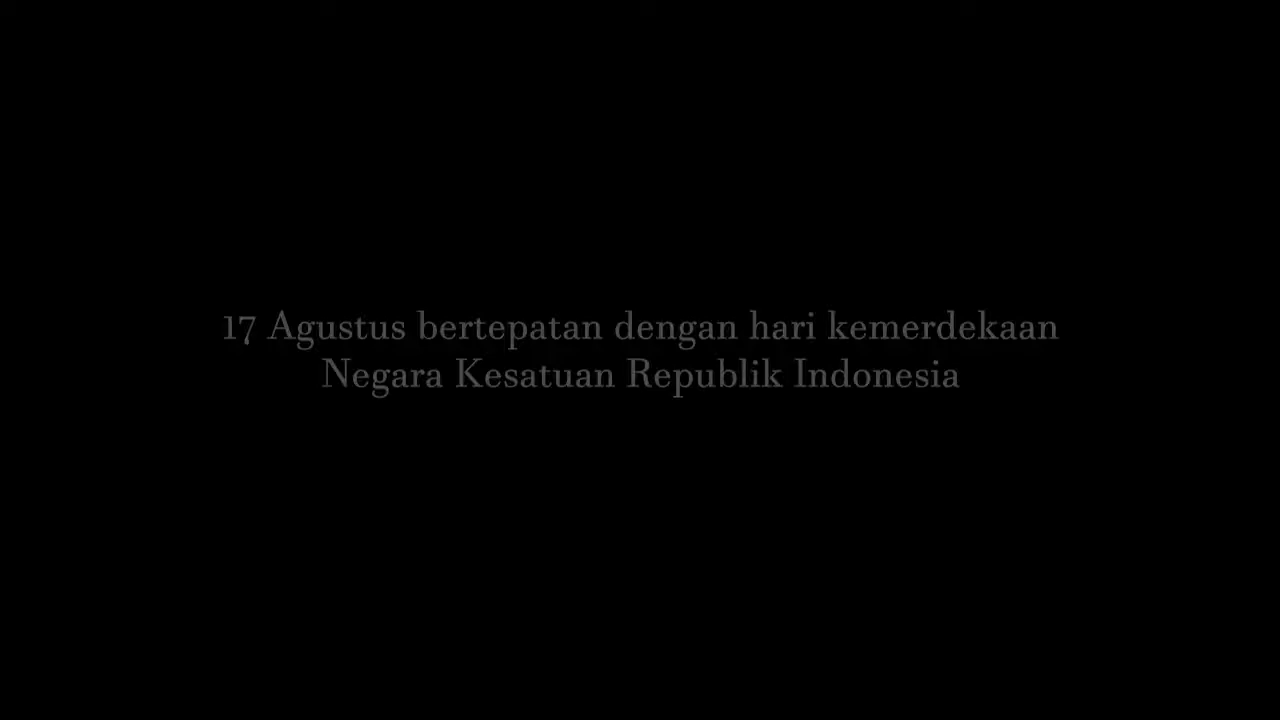 17 Agustus bertepatan dengan hari kemerdekaan
Negara Kesatuan Republik Indonesia